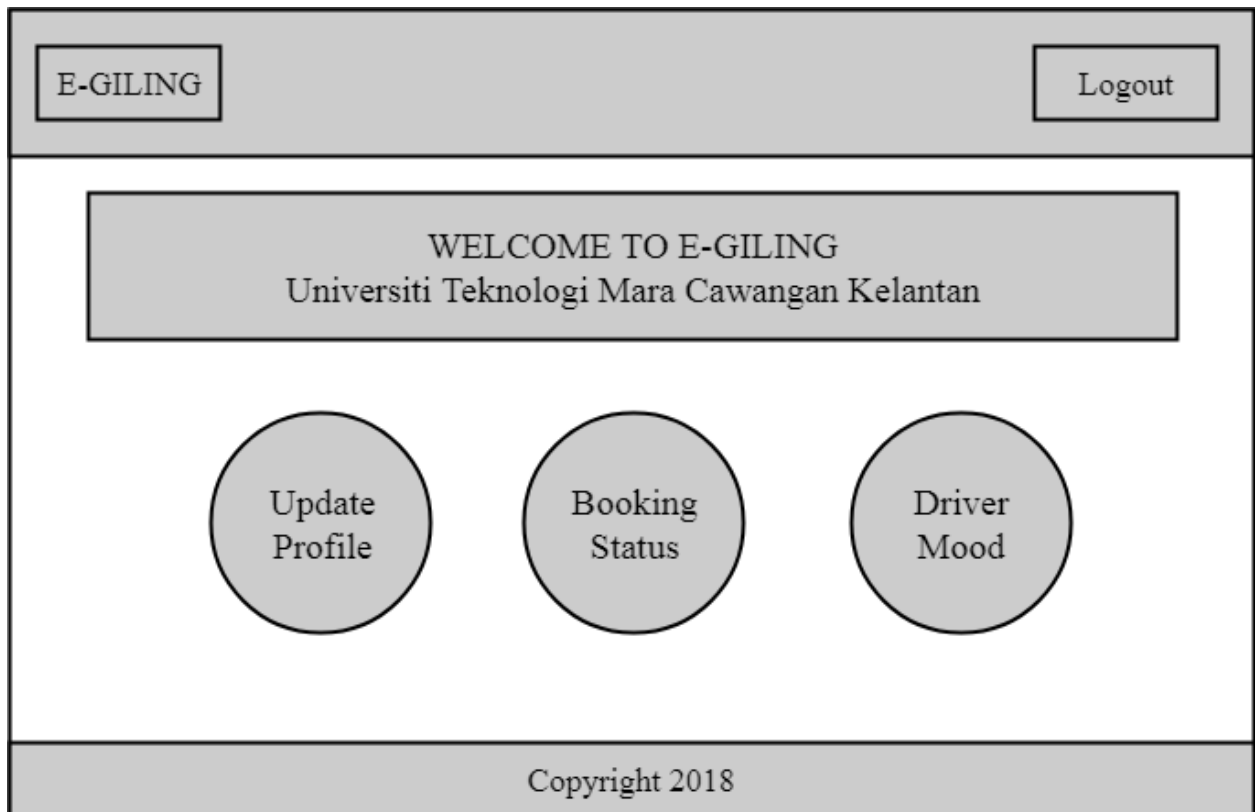 E-GILING
Logout
WELCOME TO E-GILING
Universiti Teknologi Mara Cawangan Kelantan
Update
Profile
Booking
Status
Driver
Mood
Copyright 2018